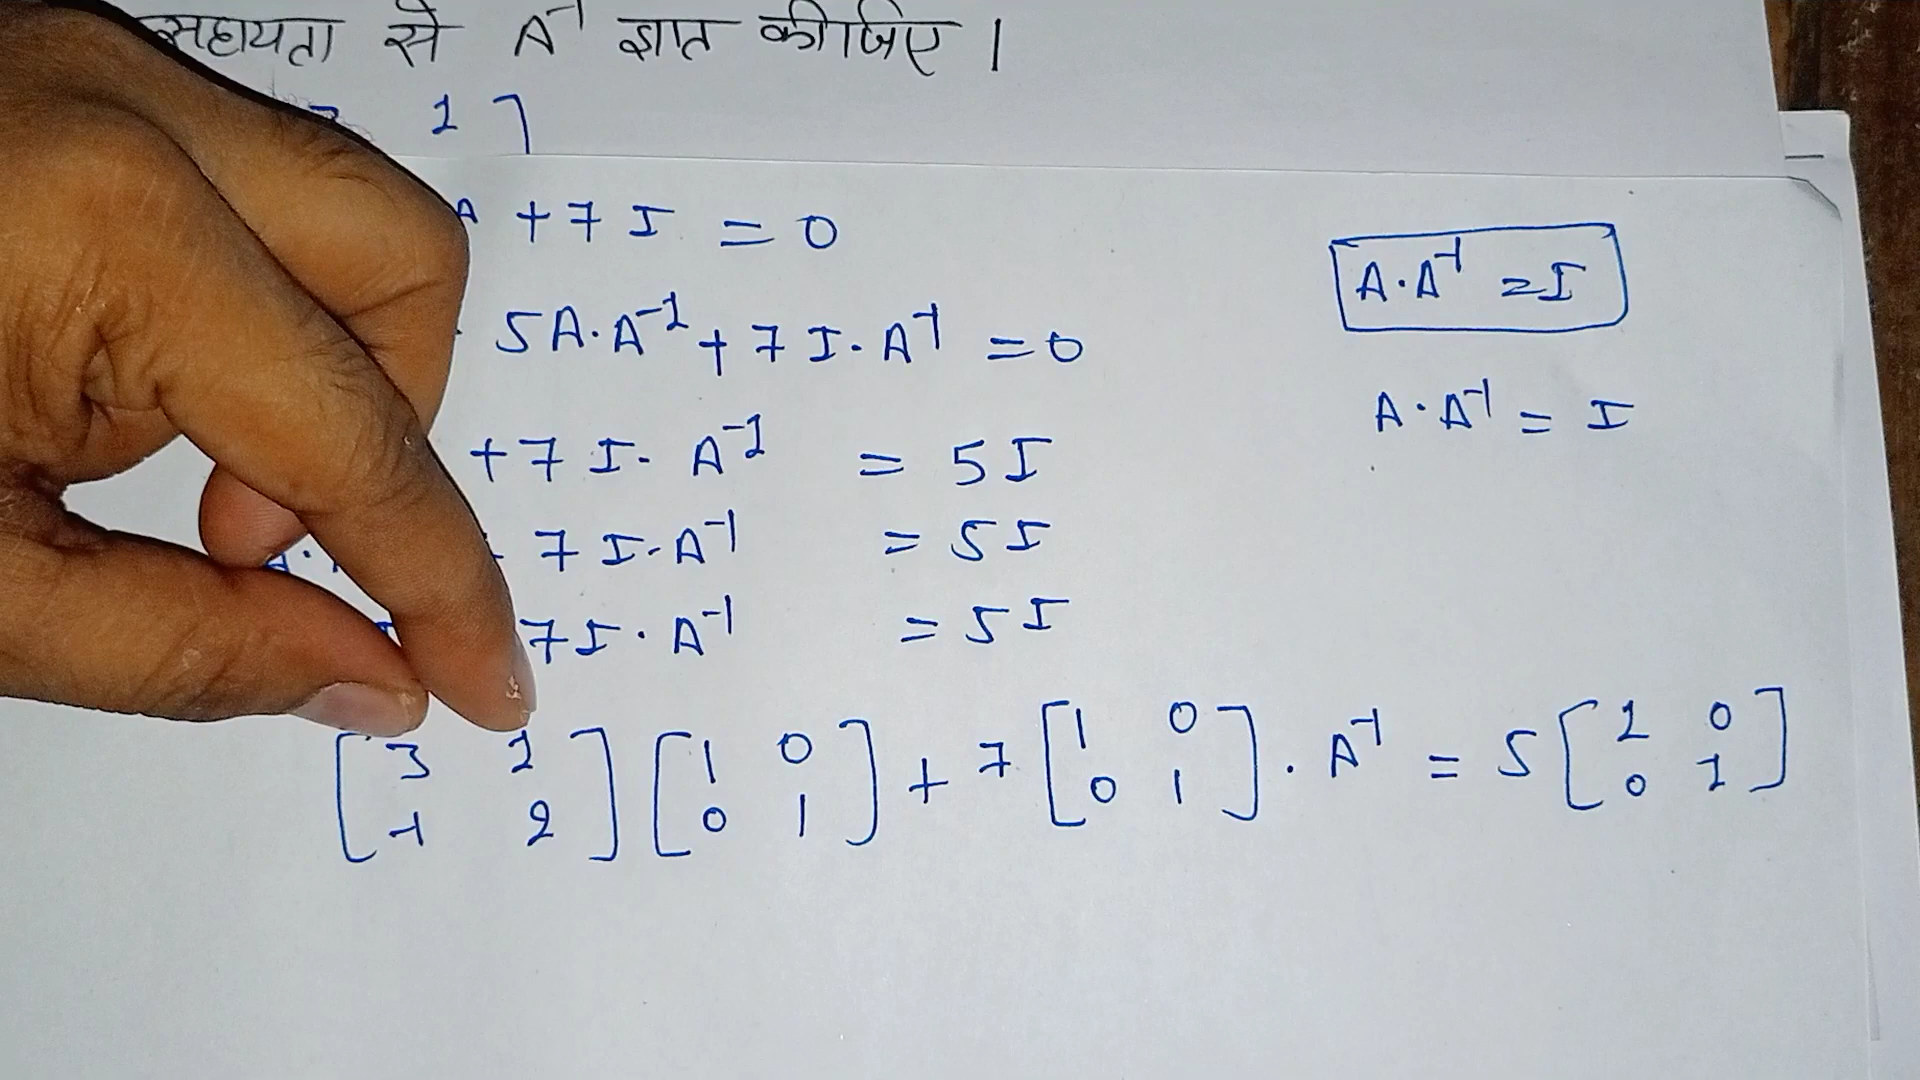 सहायता से A⁻¹ ज्ञात कीजिए ।
1 ]
A + 7 I = 0
5A·A⁻¹ + 7 I·A⁻¹ = 0
+ 7 I· A⁻¹ = 5 I
7 I·A⁻¹ = 5 I
7I·A⁻¹ = 5 I
[ 3 1 ] [ 1 0 ] + 7 [ 1 0 ] · A⁻¹ = 5 [ 1 0 ]
[ -1 2 ] [ 0 1 ] [ 0 1 ] [ 0 1 ]
A·A⁻¹ = I
A·A⁻¹ = I